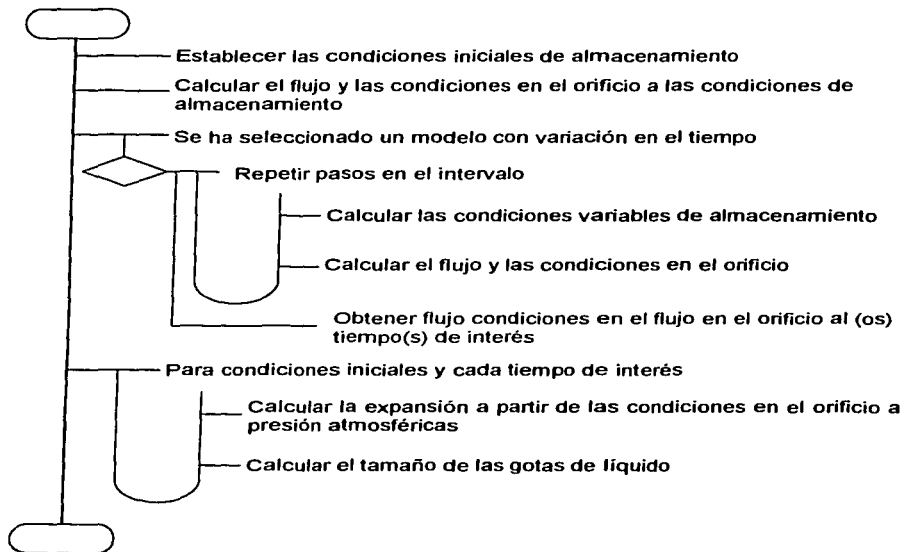 Establecer las condiciones iniciales de almacenamiento
Calcular el flujo y las condiciones en el orificio a las condiciones de
almacenamiento
Se ha seleccionado un modelo con variación en el tiempo
Repetir pasos en el intervalo
Calcular las condiciones variables de almacenamiento
Calcular el flujo y las condiciones en el orificio
Obtener flujo condiciones en el flujo en el orificio al (os)
tiempo(s) de interés
Para condiciones iniciales y cada tiempo de interés
Calcular la expansión a partir de las condiciones en el orificio a
presión atmosféricas
Calcular el tamaño de las gotas de líquido